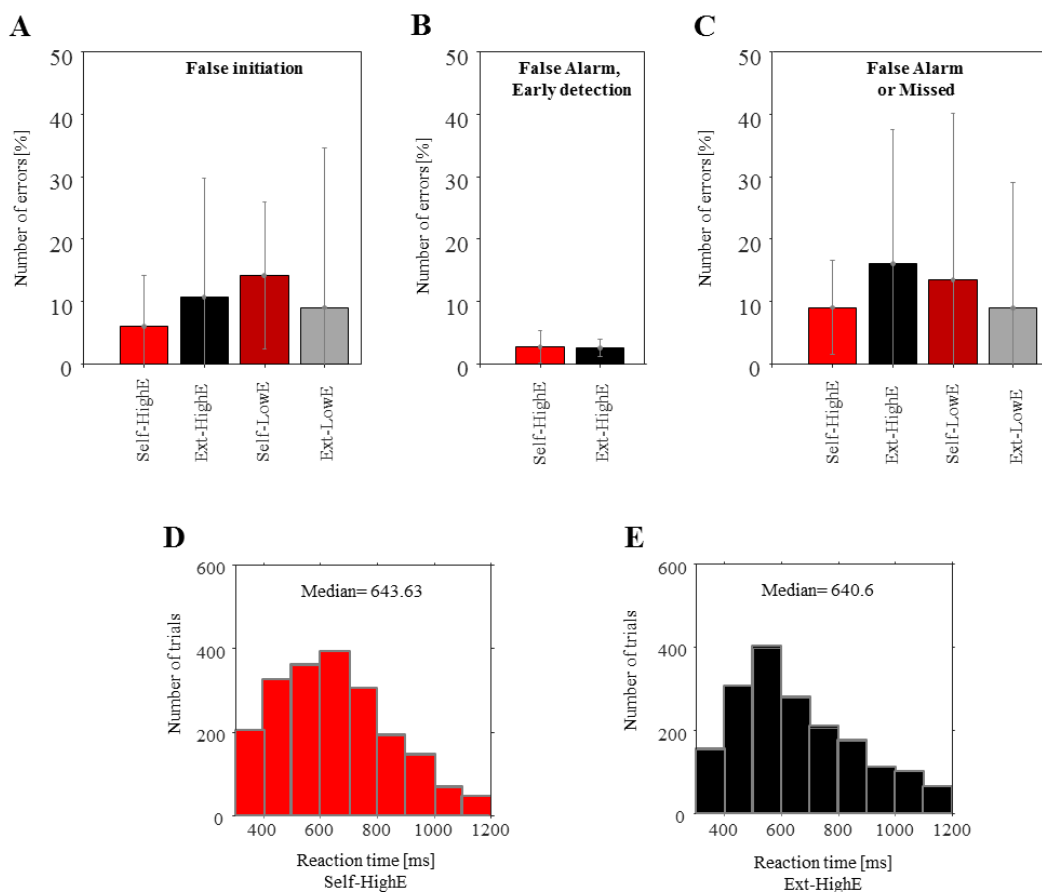 A
50
40
30
20
10
0
Number of errors [%]
False initiation
Self-HighE
Ext-HighE
Self-LowE
Ext-LowE
B
50
40
30
20
10
0
Number of errors [%]
False Alarm,
Early detection
Self-HighE
Ext-HighE
C
50
40
30
20
10
0
Number of errors [%]
False Alarm
or Missed
Self-HighE
Ext-HighE
Self-LowE
Ext-LowE
D
600
400
200
0
Number of trials
Median= 643.63
400 600 800 1000 1200
Reaction time [ms]
Self-HighE
E
600
400
200
0
Number of trials
Median= 640.6
400 600 800 1000 1200
Reaction time [ms]
Ext-HighE